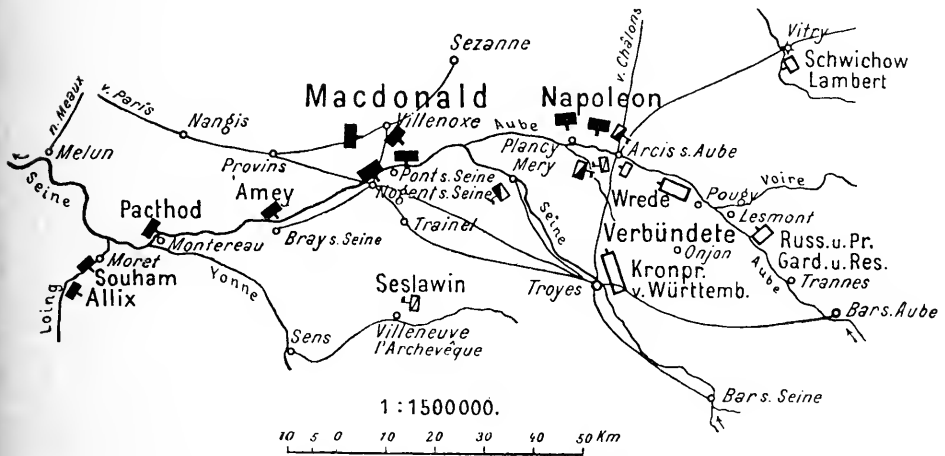 Vitry
Schwichow
Lambert
v. Châlons
Sezanne
n. Meaux
v. Paris
Macdonald
Napoleon
Villenoxe
Nangis
Aube
Plancy
Arcis s. Aube
Melun
Provins
Mery
Pont s. Seine
Voire
Seine
Amey
Nogent s. Seine
Wrede
Pougy
Lesmont
Pacthod
Trainel
Seine
Verbündete
Russ. u. Pr.
Gard. u. Res.
Montereau
Bray s. Seine
Onjon
Aube
Moret
Souham
Allix
Yonne
Seslawin
Troyes
Kronpr.
v. Württemb.
Trannes
Loing
Bar s. Aube
Sens
Villeneuve
l'Archevêque
Bar s. Seine
1:1500000.
10 5 0 10 20 30 40 50 Km